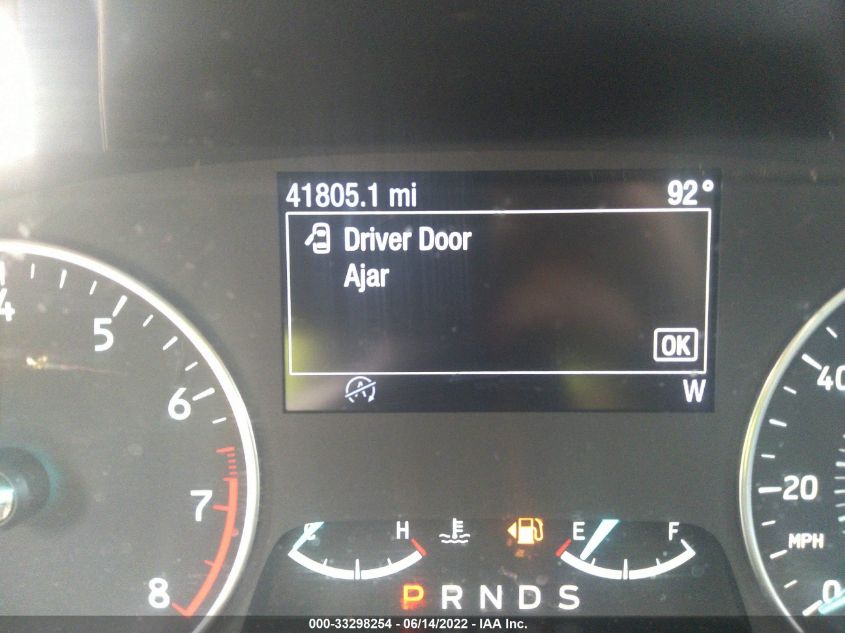 41805.1 mi 92°
Driver Door
Ajar
OK
W
4 5 6 7 8
40 20 0
MPH
C H E F
P R N D S
000-33298254 - 06/14/2022 - IAA Inc.